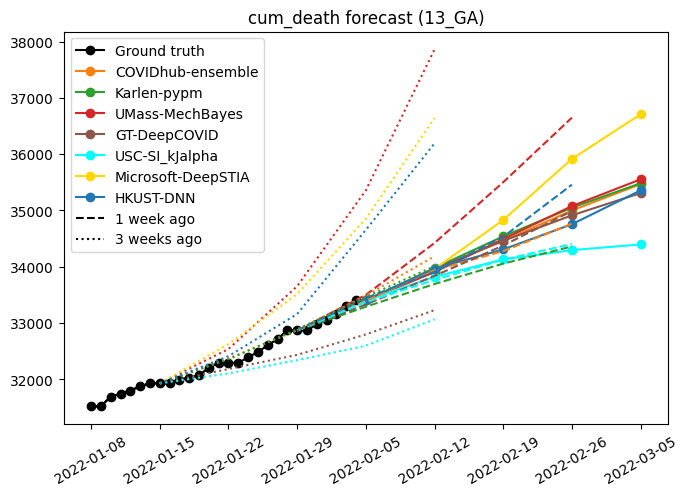 cum_death forecast (13_GA)
38000
37000
36000
35000
34000
33000
32000
Ground truth
COVIDhub-ensemble
Karlen-pypm
UMass-MechBayes
GT-DeepCOVID
USC-SI_kJalpha
Microsoft-DeepSTIA
HKUST-DNN
1 week ago
3 weeks ago
2022-01-08
2022-01-15
2022-01-22
2022-01-29
2022-02-05
2022-02-12
2022-02-19
2022-02-26
2022-03-05